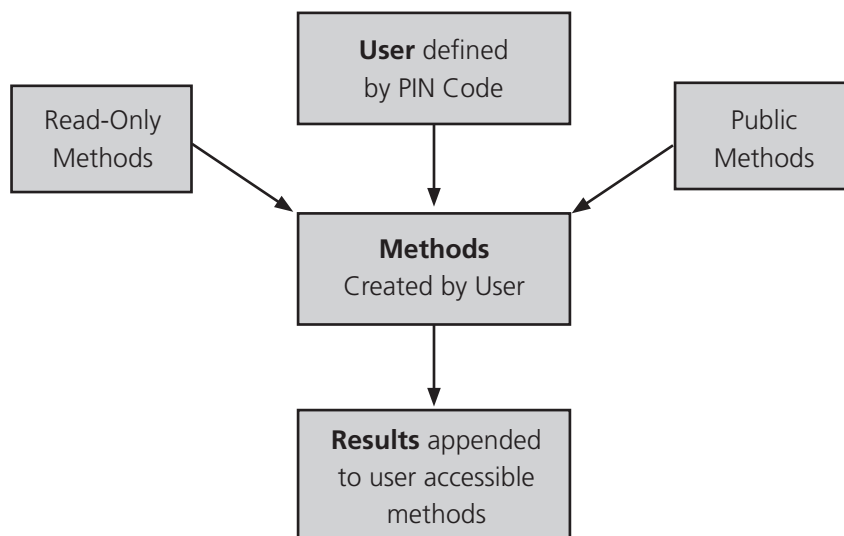 User defined
by PIN Code
Read-Only
Methods
Public
Methods
Methods
Created by User
Results appended
to user accessible
methods